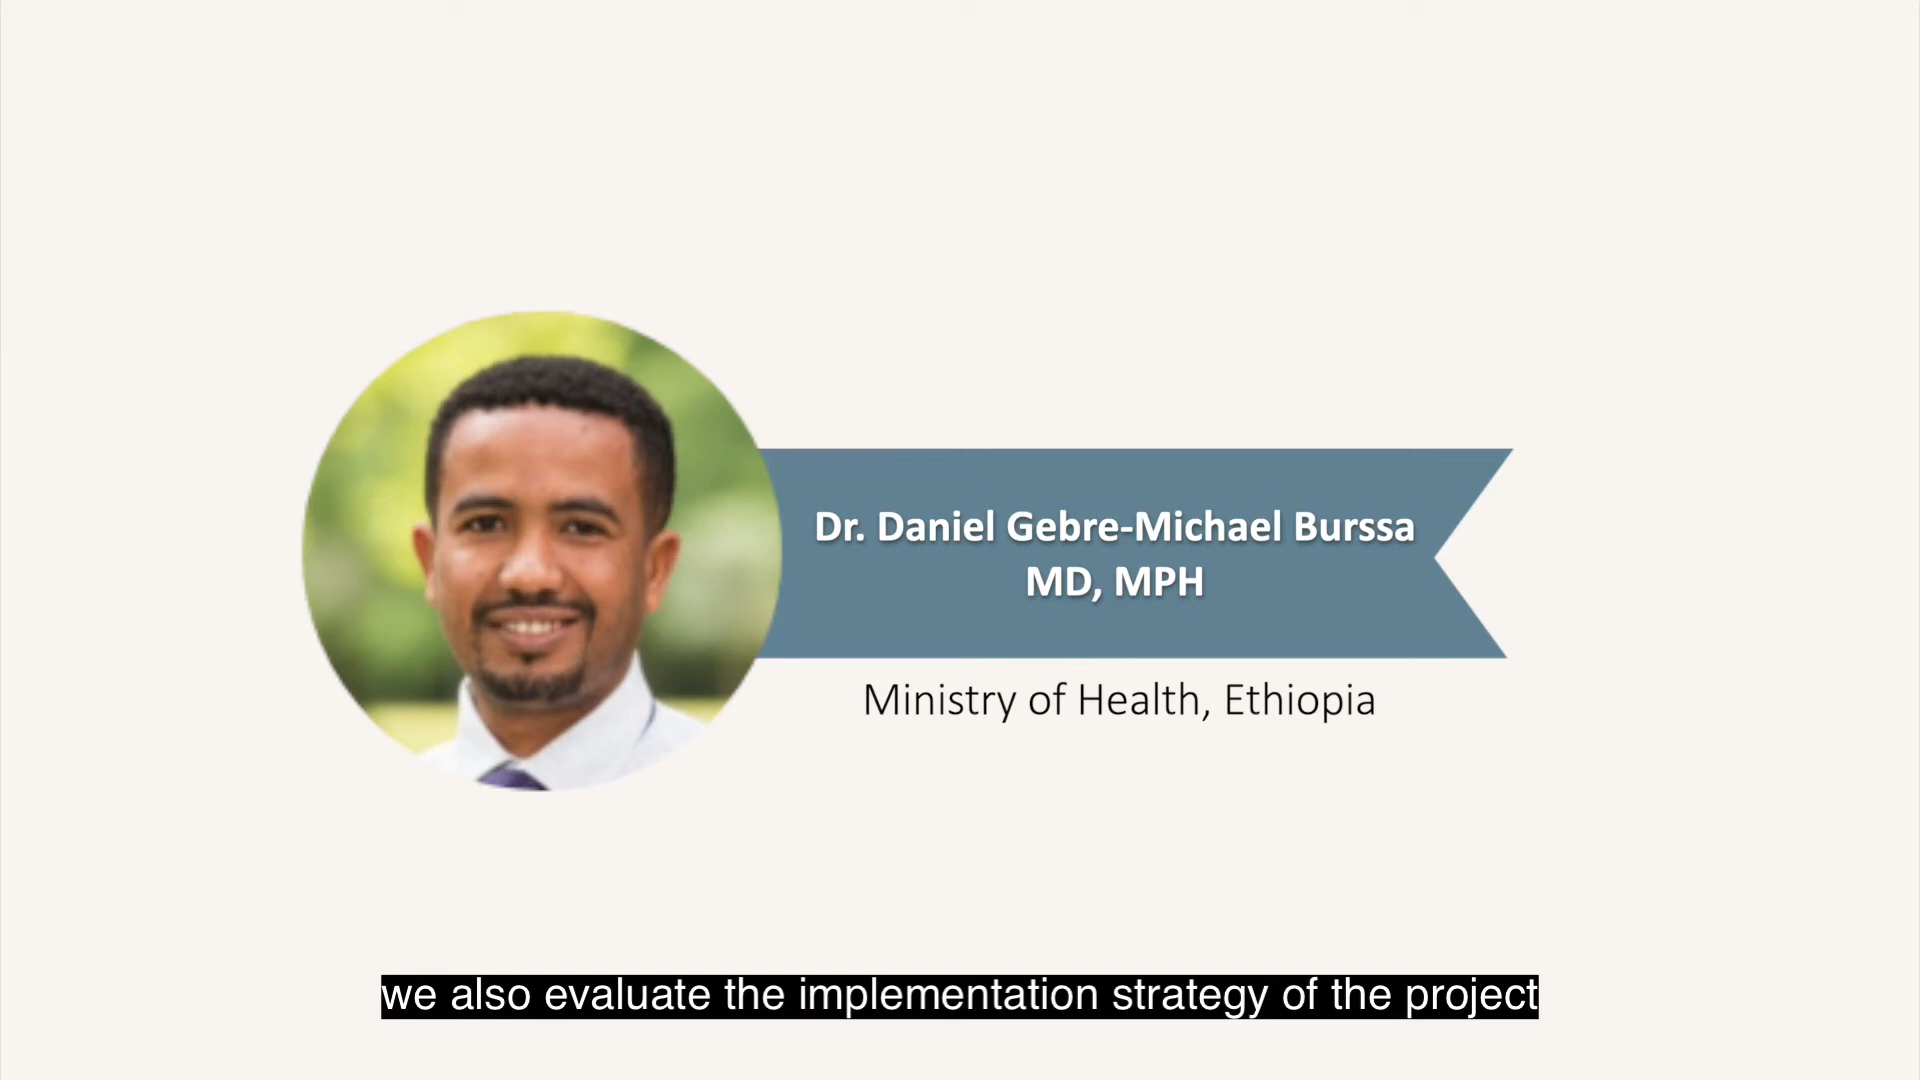 Dr. Daniel Gebre-Michael Burssa
MD, MPH
Ministry of Health, Ethiopia
we also evaluate the implementation strategy of the project